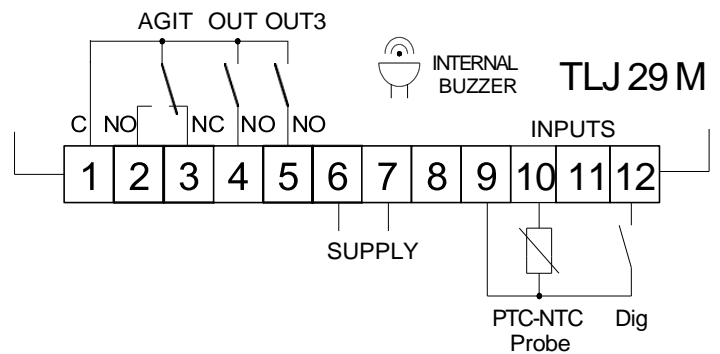 AGIT OUT OUT3
INTERNAL
BUZZER
TLJ 29 M
C NO NC NO NO
INPUTS
1 2 3 4 5 6 7 8 9 10 11 12
SUPPLY
PTC-NTC
Probe
Dig